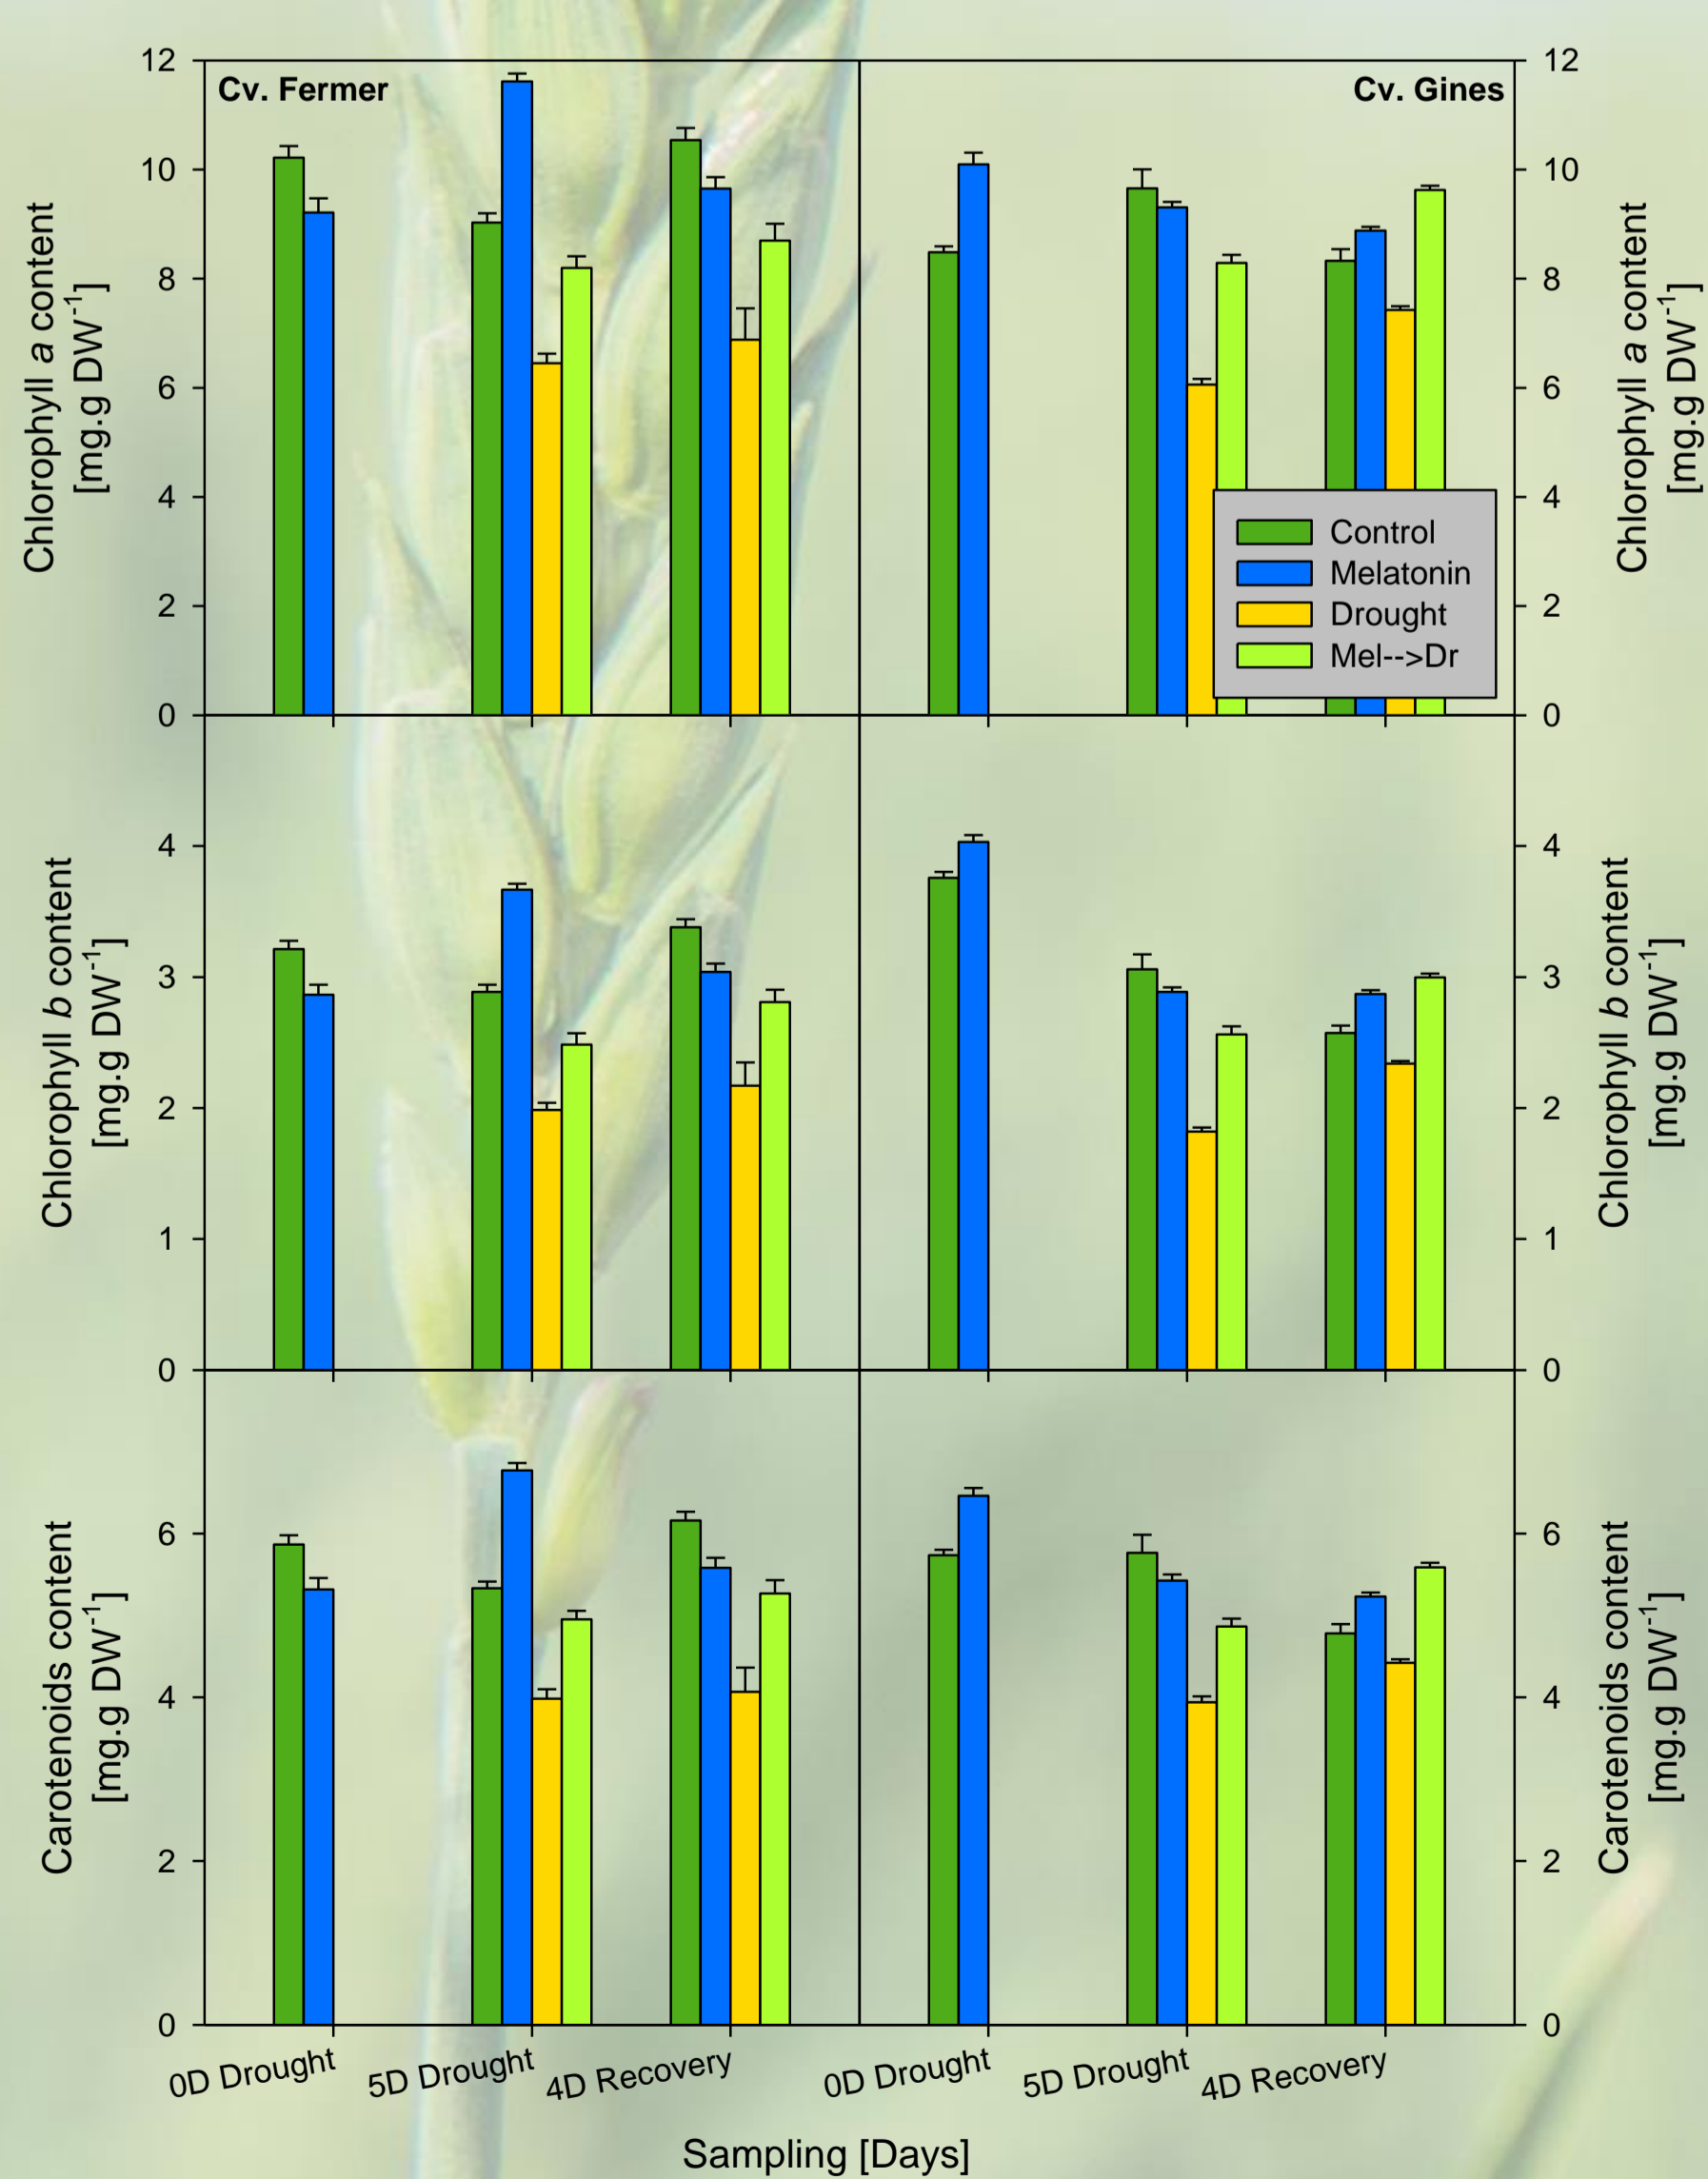 Cv. Fermer
Cv. Gines
12
10
8
6
4
2
0
Chlorophyll a content
[mg.g DW-1]
12
10
8
6
4
2
0
Chlorophyll a content
[mg.g DW-1]
Control
Melatonin
Drought
Mel-->Dr
4
3
2
1
0
Chlorophyll b content
[mg.g DW-1]
4
3
2
1
0
Chlorophyll b content
[mg.g DW-1]
6
4
2
0
Carotenoids content
[mg.g DW-1]
6
4
2
0
Carotenoids content
[mg.g DW-1]
0D Drought
5D Drought
4D Recovery
0D Drought
5D Drought
4D Recovery
Sampling [Days]